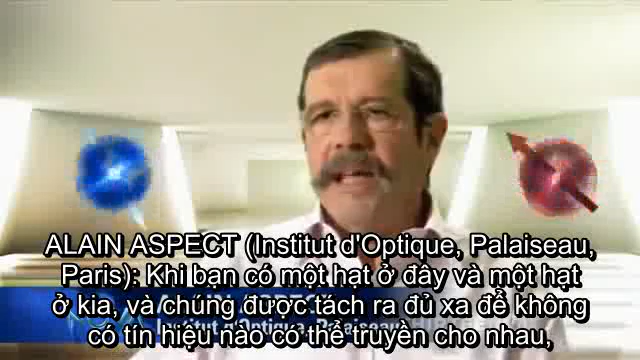 ALAIN ASPECT (Institut d'Optique, Palaiseau,
Paris): Khi bạn có một hạt ở đây và một hạt
ở kia, và chúng được tách ra đủ xa để không
có tín hiệu nào có thể truyền cho nhau,